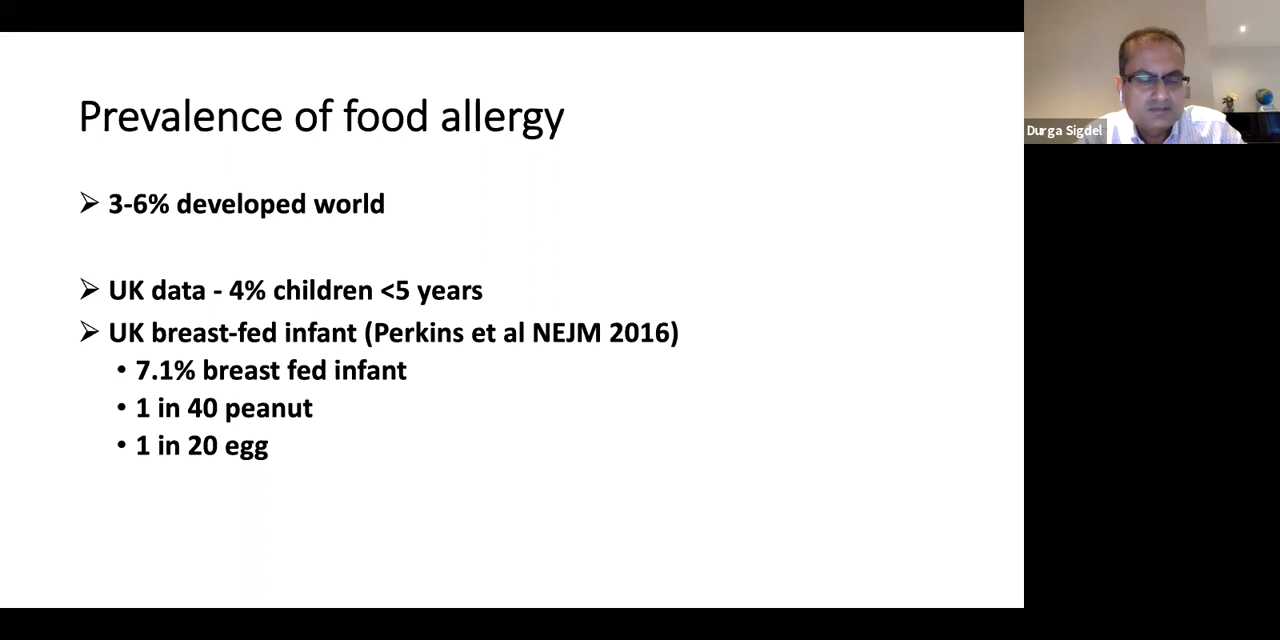 Prevalence of food allergy
➢ 3-6% developed world
➢ UK data - 4% children <5 years
➢ UK breast-fed infant (Perkins et al NEJM 2016)
• 7.1% breast fed infant
• 1 in 40 peanut
• 1 in 20 egg
Durga Sigdel